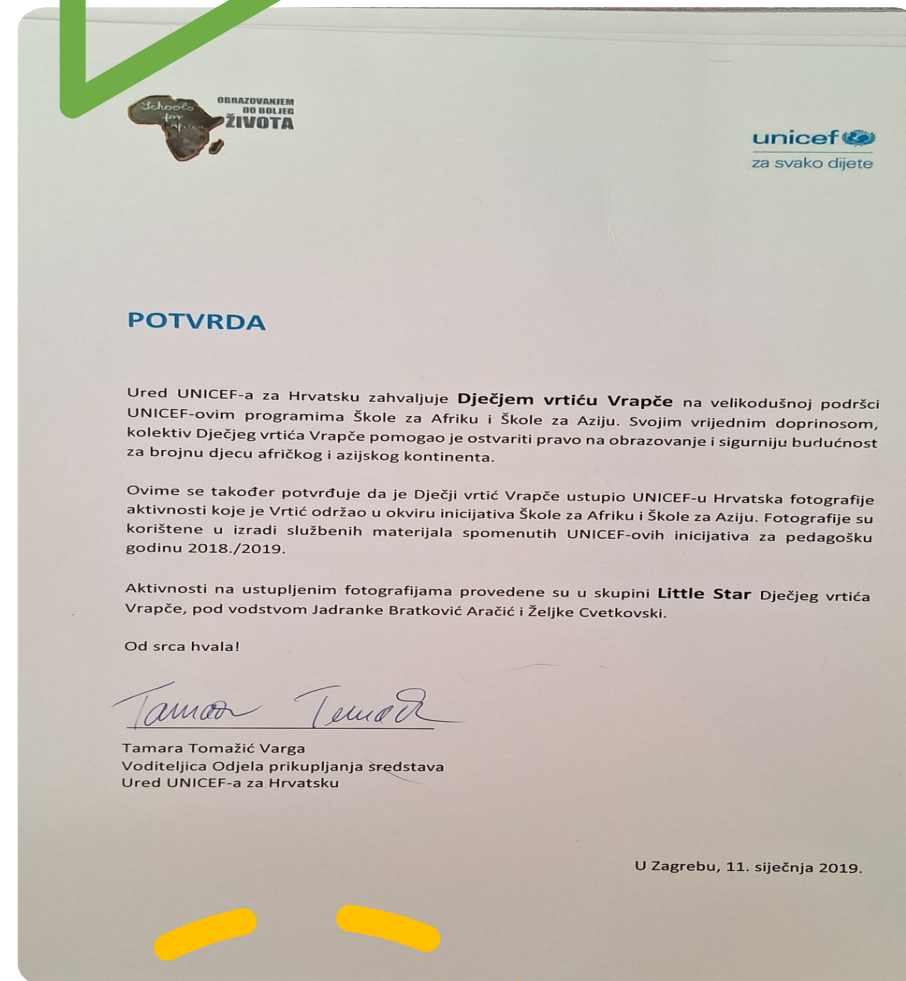 Schools
for
Africa
OBRAZOVANJEM
DO BOLJEG
ŽIVOTA
unicef
za svako dijete
POTVRDA
Ured UNICEF-a za Hrvatsku zahvaljuje Dječjem vrtiću Vrapče na velikodušnoj podršci
UNICEF-ovim programima Škole za Afriku i Škole za Aziju. Svojim vrijednim doprinosom,
kolektiv Dječjeg vrtića Vrapče pomogao je ostvariti pravo na obrazovanje i sigurniju budućnost
za brojnu djecu afričkog i azijskog kontinenta.
Ovime se također potvrđuje da je Dječji vrtić Vrapče ustupio UNICEF-u Hrvatska fotografije
aktivnosti koje je Vrtić održao u okviru inicijativa Škole za Afriku i Škole za Aziju. Fotografije su
korištene u izradi službenih materijala spomenutih UNICEF-ovih inicijativa za pedagošku
godinu 2018./2019.
Aktivnosti na ustupljenim fotografijama provedene su u skupini Little Star Dječjeg vrtića
Vrapče, pod vodstvom Jadranke Bratković Aračić i Željke Cvetkovski.
Od srca hvala!
Tamara Tomažić Varga
Voditeljica Odjela prikupljanja sredstava
Ured UNICEF-a za Hrvatsku
U Zagrebu, 11. siječnja 2019.